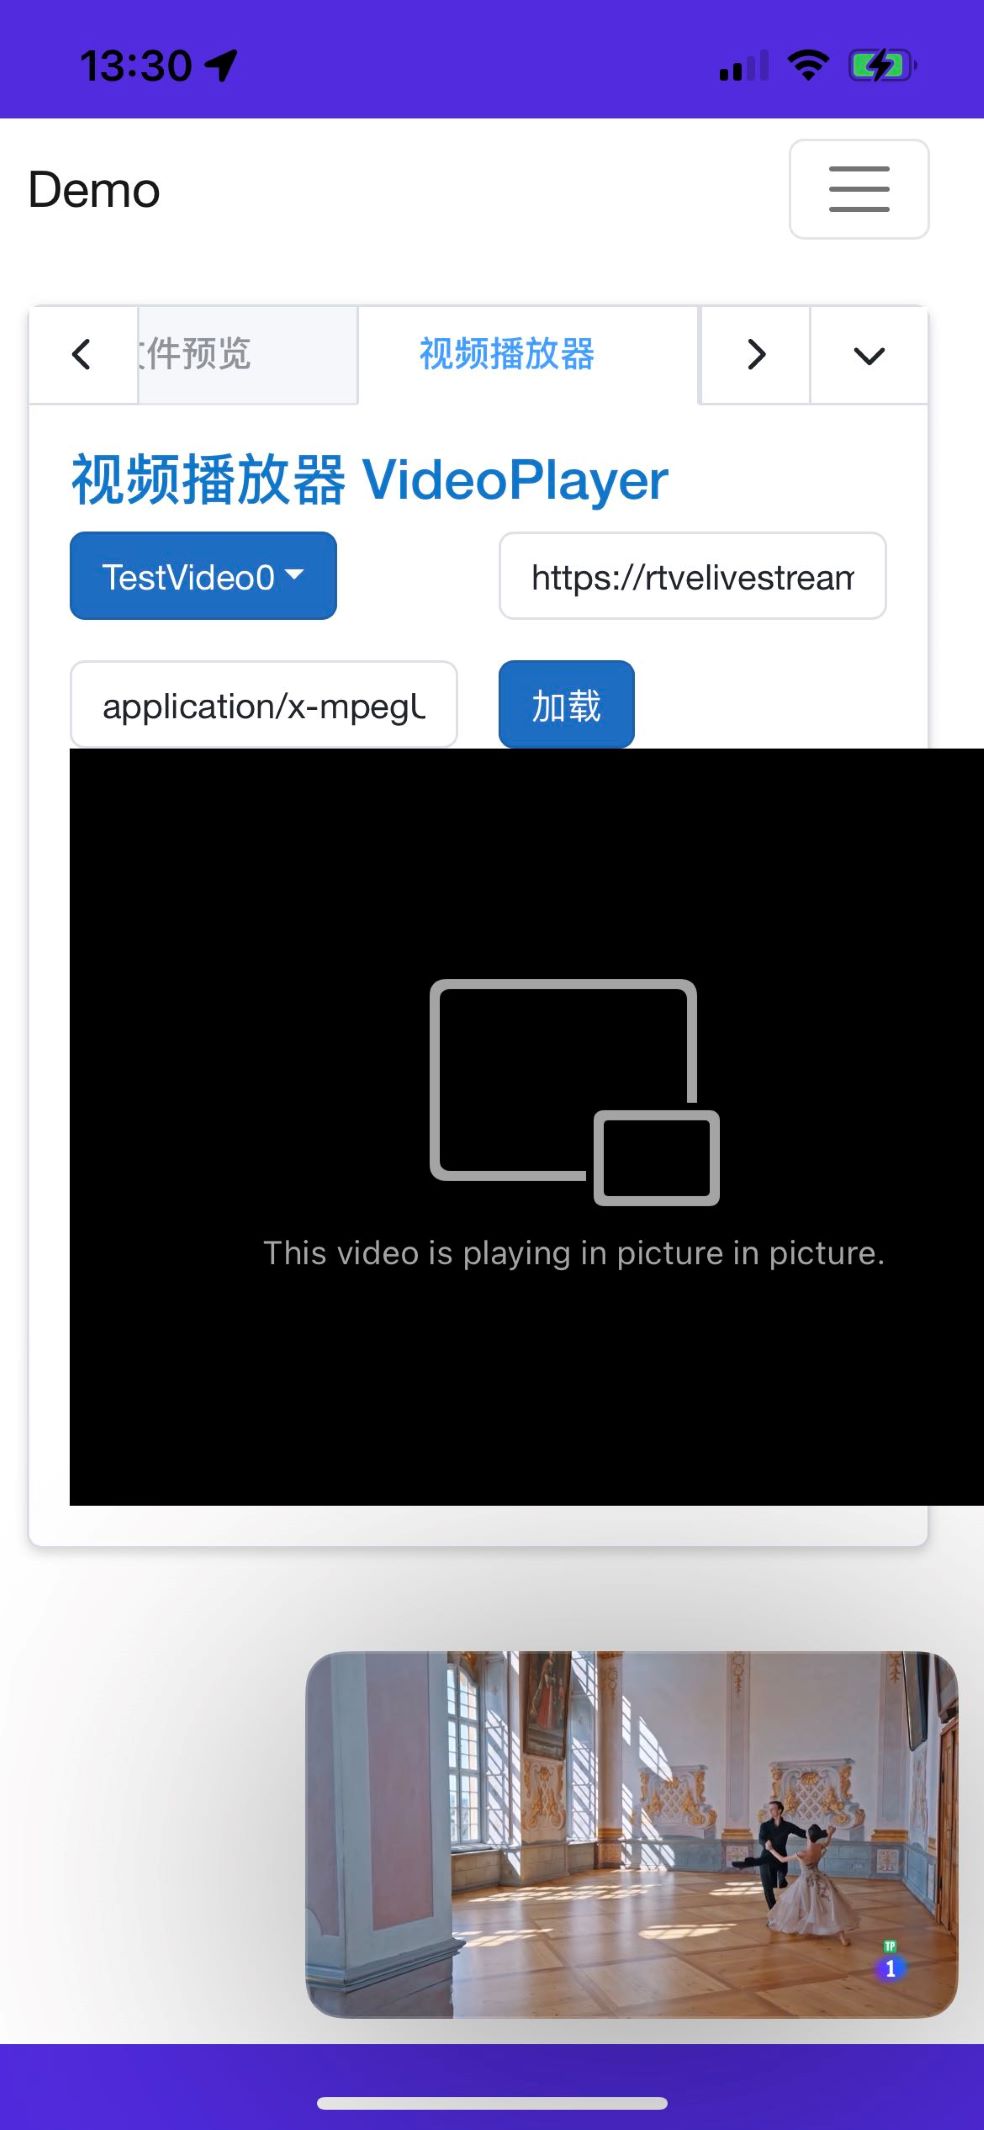 13:30
Demo
件预览
视频播放器
视频播放器 VideoPlayer
TestVideo0
https://rtvelivestream
application/x-mpegU
加载
This video is playing in picture in picture.
TP
1